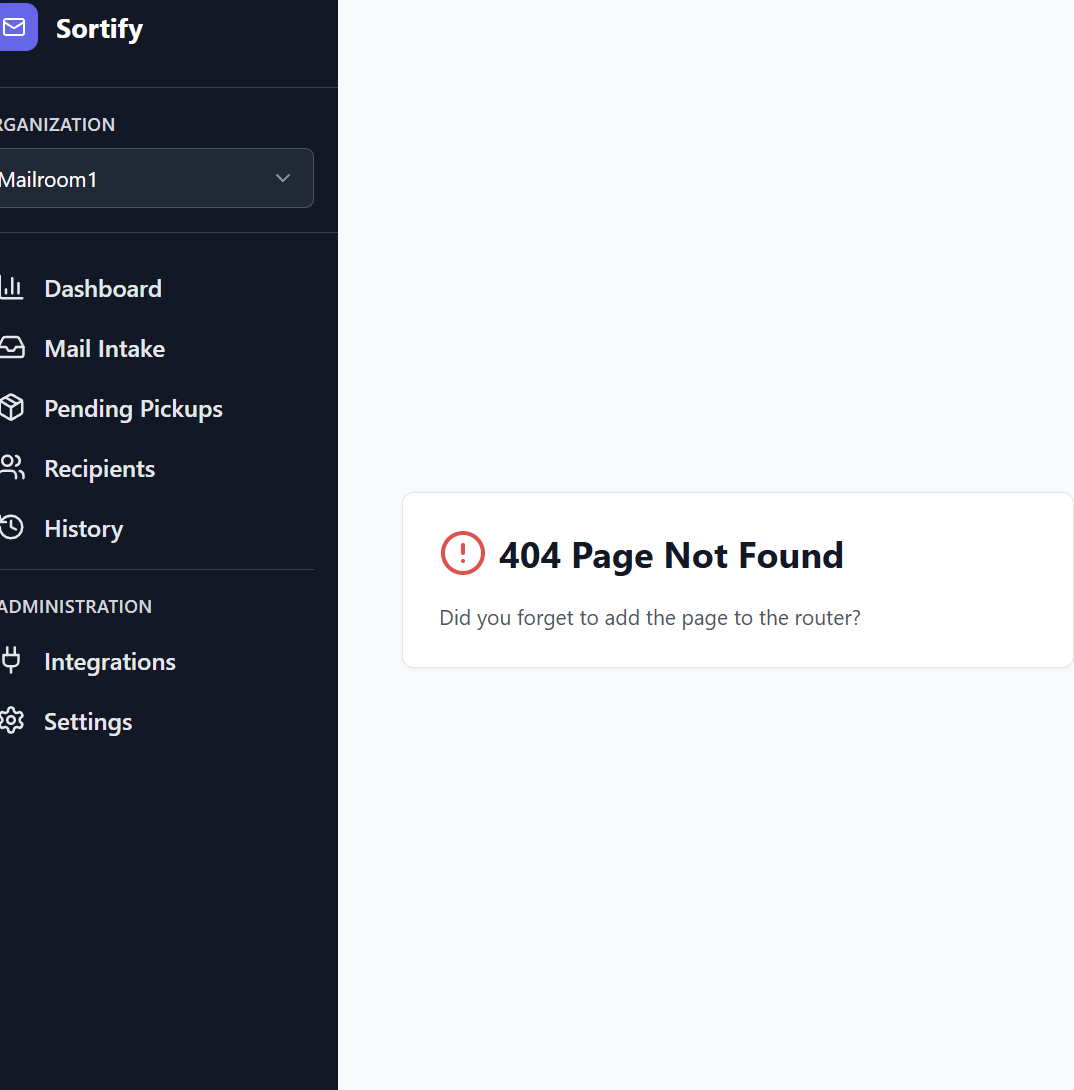 Sortify
RGANIZATION
Mailroom1
Dashboard
Mail Intake
Pending Pickups
Recipients
History
ADMINISTRATION
Integrations
Settings
404 Page Not Found
Did you forget to add the page to the router?